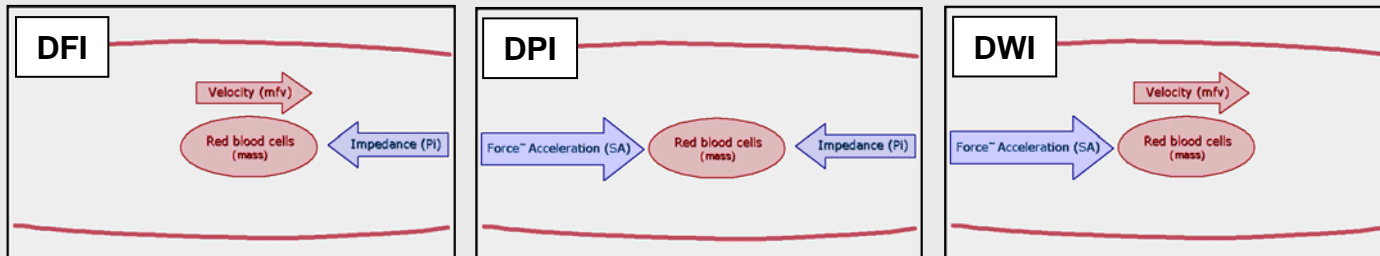 DFI
Velocity (mfv)
Red blood cells
(mass)
Impedance (Pi)
DPI
Force~ Acceleration (SA)
Red blood cells
(mass)
Impedance (Pi)
DWI
Velocity (mfv)
Force~ Acceleration (SA)
Red blood cells
(mass)